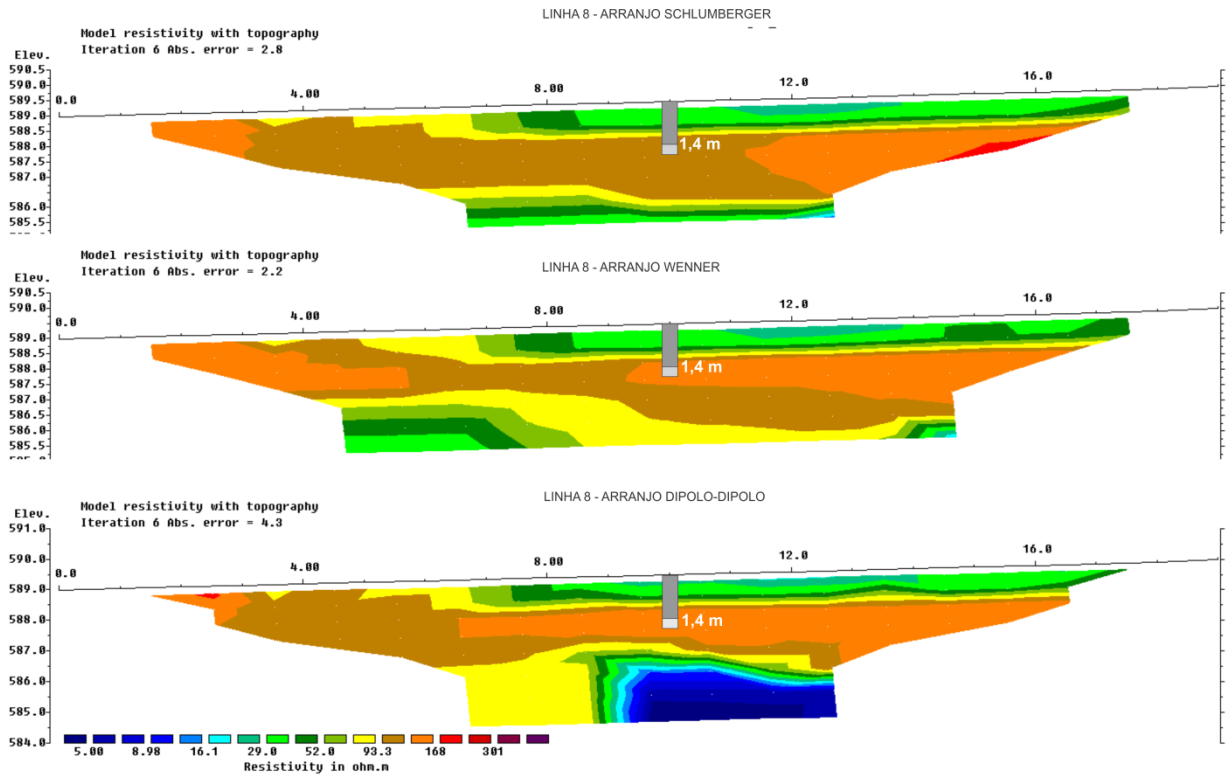 LINHA 8 - ARRANJO SCHLUMBERGER
Model resistivity with topography
Iteration 6 Abs. error = 2.8
Elev.
590.5
590.0
589.5
589.0
588.5
588.0
587.5
587.0
586.0
585.5
0.0 4.00 8.00 12.0 16.0
1,4 m
Model resistivity with topography
Iteration 6 Abs. error = 2.2
LINHA 8 - ARRANJO WENNER
Elev.
590.5
590.0
589.0
588.5
588.0
587.5
587.0
586.5
586.0
585.5
0.0 4.00 8.00 12.0 16.0
1,4 m
LINHA 8 - ARRANJO DIPOLO-DIPOLO
Model resistivity with topography
Iteration 6 Abs. error = 4.3
Elev.
591.0
590.0
589.0
588.0
587.0
586.0
585.0
584.0
0.0 4.00 8.00 12.0 16.0
1,4 m
5.00 8.98 16.1 29.0 52.0 93.3 168 301
Resistivity in ohm.m